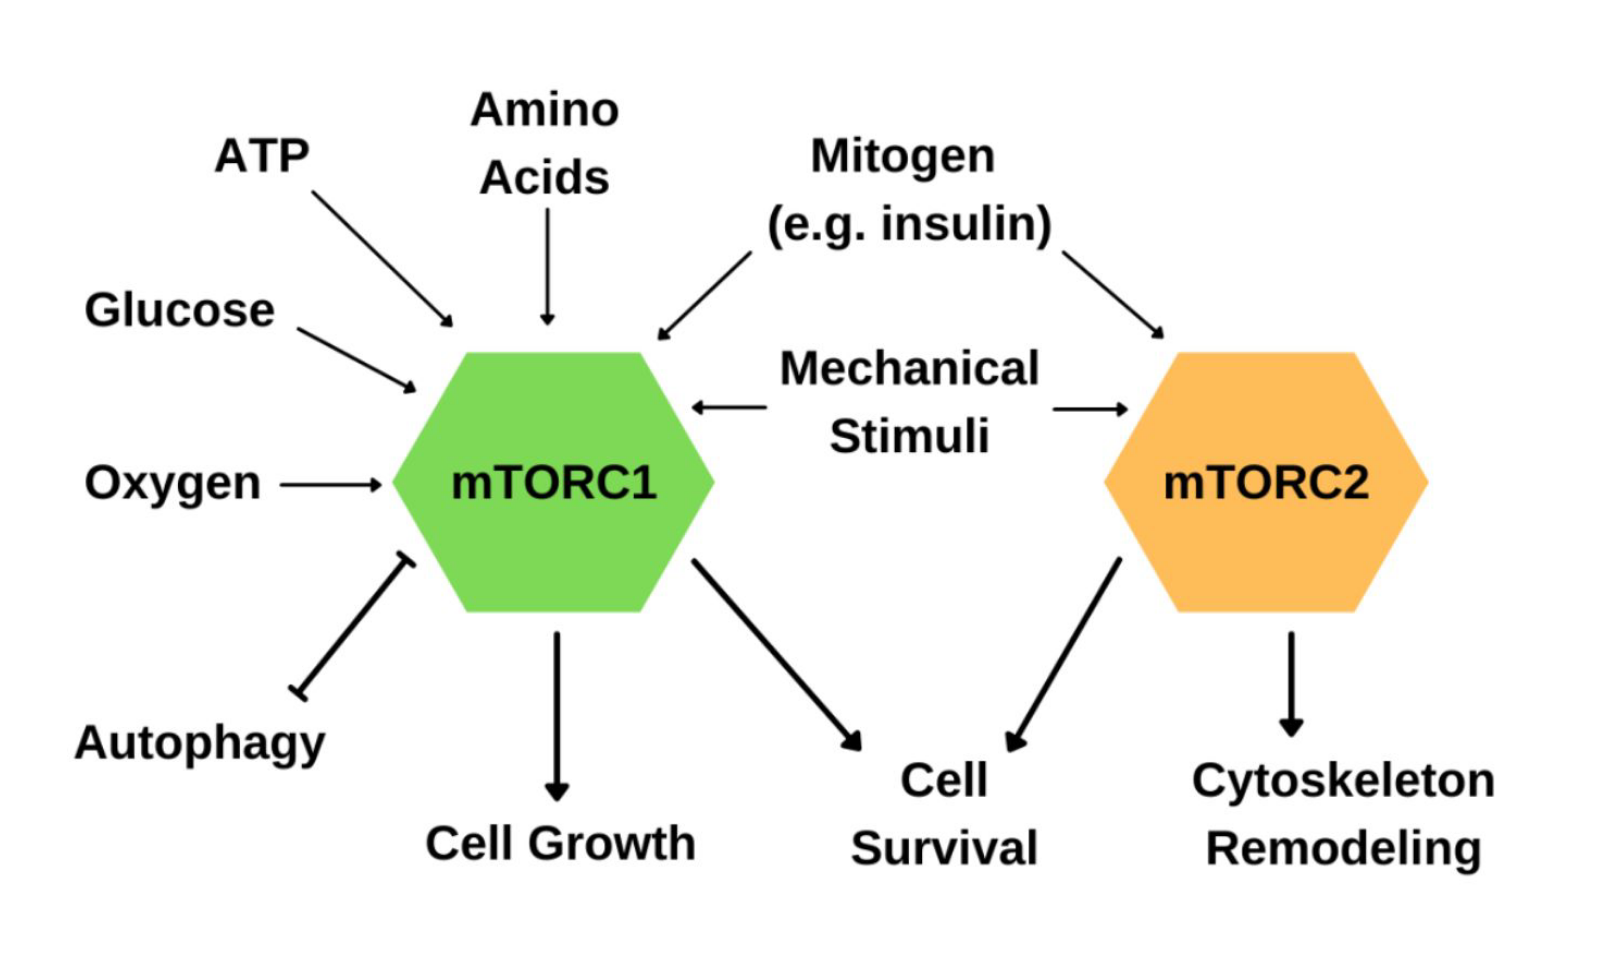 Amino
Acids
ATP
Mitogen
(e.g. insulin)
Glucose
Mechanical
Stimuli
Oxygen
mTORC1
mTORC2
Autophagy
Cell Growth
Cell
Survival
Cytoskeleton
Remodeling